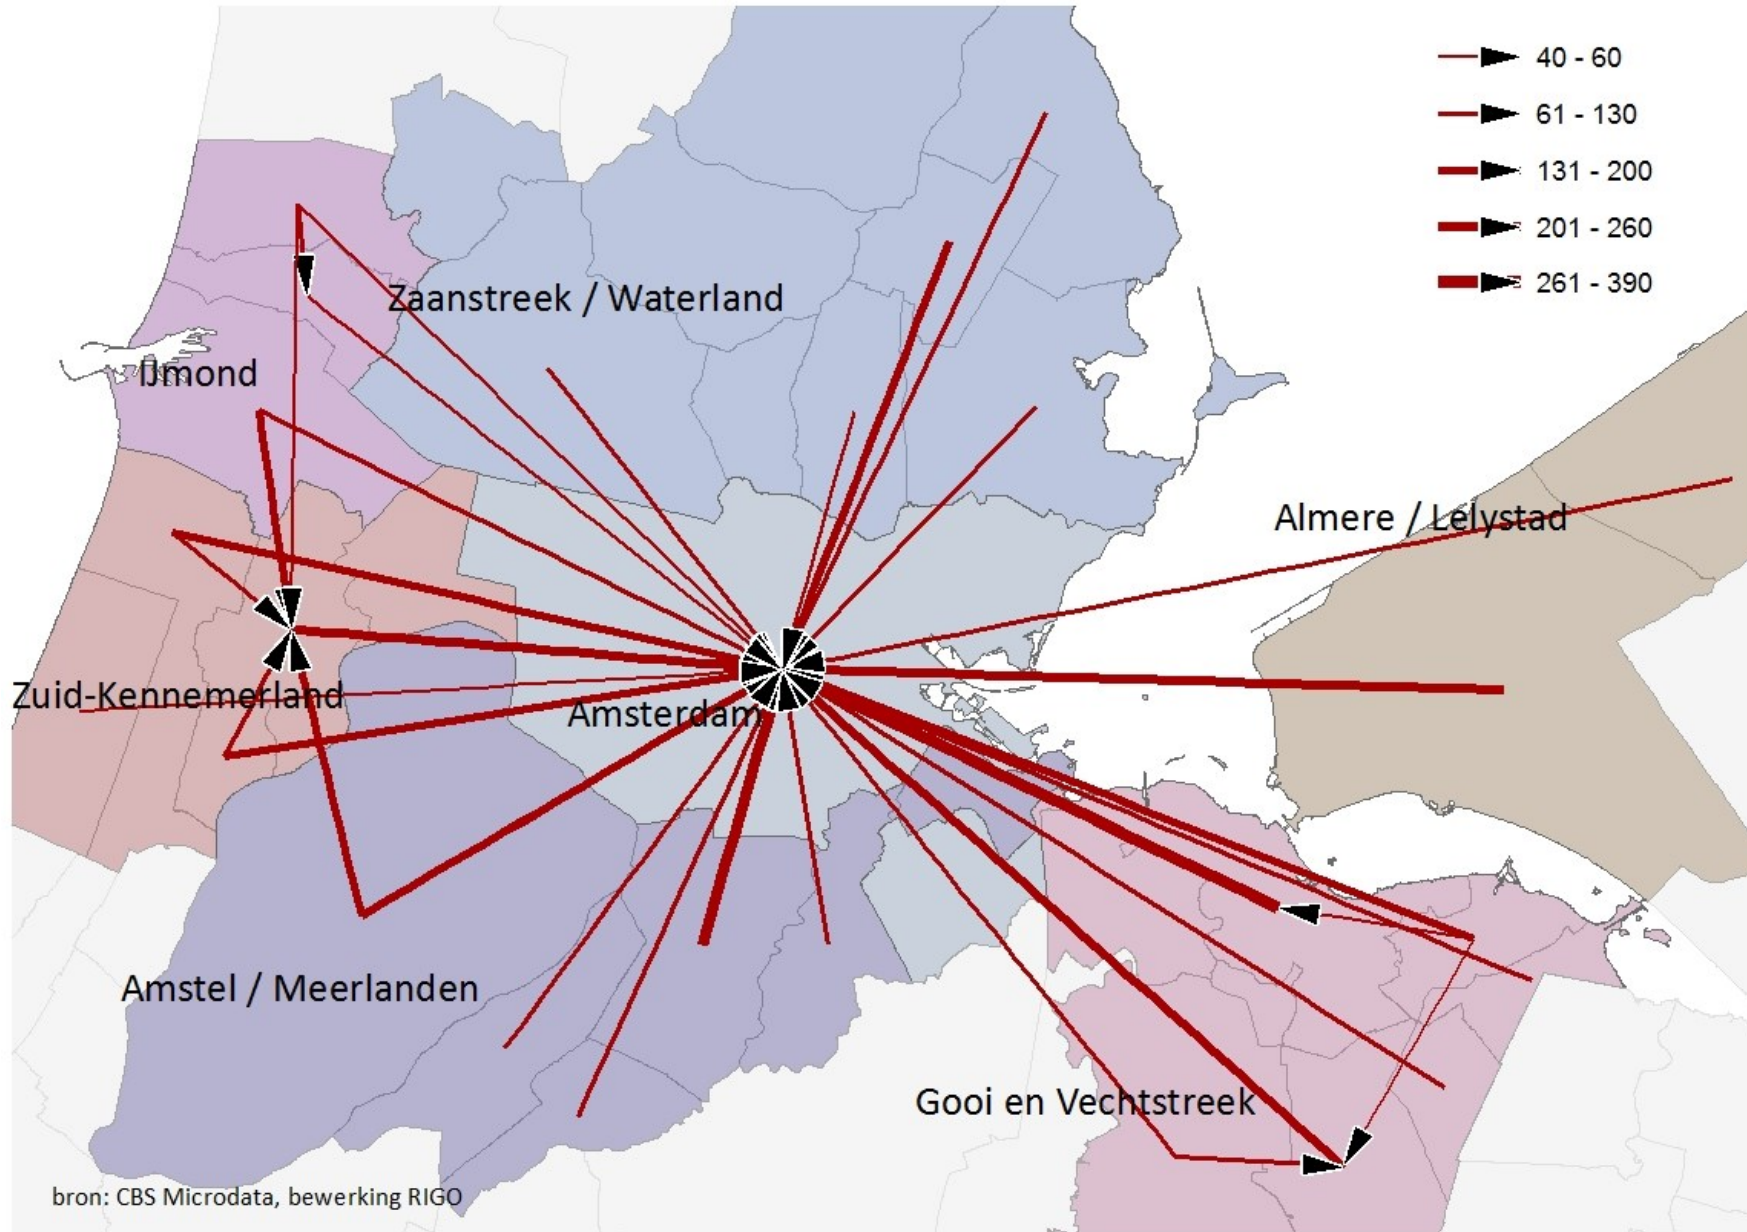 40 - 60
61 - 130
131 - 200
201 - 260
261 - 390
Zaanstreek / Waterland
IJmond
Almere / Lelystad
Zuid-Kennemerland
Amsterdam
Amstel / Meerlanden
Gooi en Vechtstreek
bron: CBS Microdata, bewerking RIGO